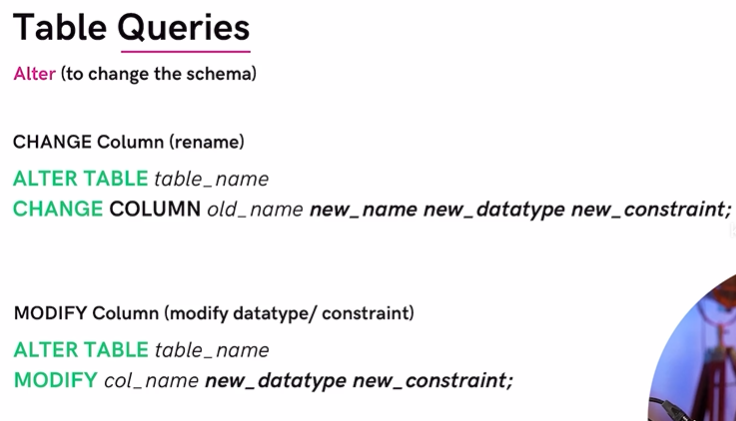 Table Queries
Alter (to change the schema)
CHANGE Column (rename)
ALTER TABLE table_name
CHANGE COLUMN old_name new_name new_datatype new_constraint;
MODIFY Column (modify datatype/ constraint)
ALTER TABLE table_name
MODIFY col_name new_datatype new_constraint;